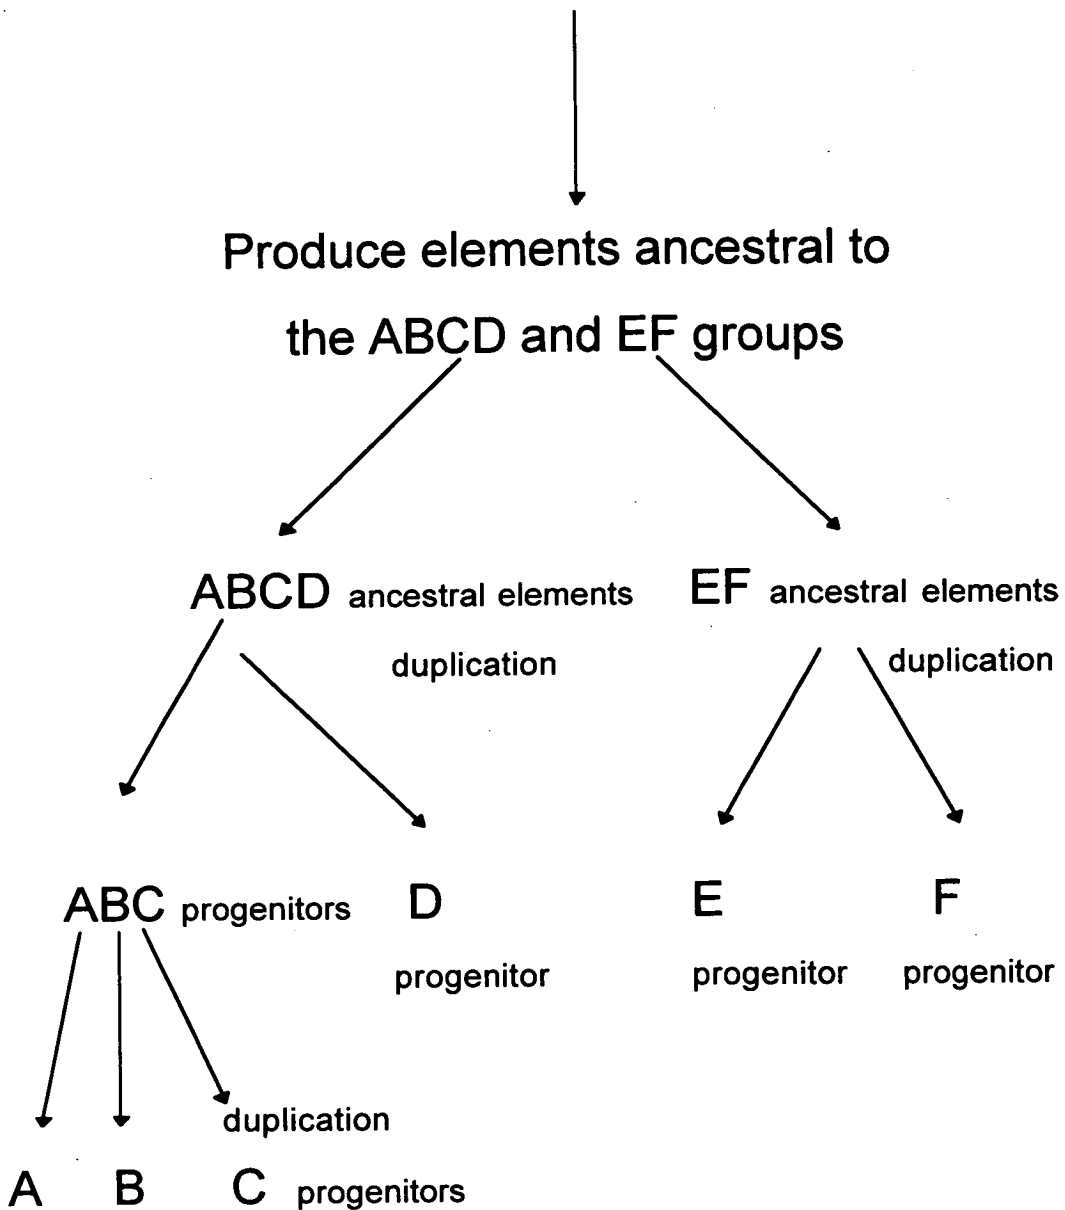 Produce elements ancestral to
the ABCD and EF groups
ABCD ancestral elements
duplication
EF ancestral elements
duplication
ABC progenitors
D
progenitor
E
progenitor
F
progenitor
duplication
A B C progenitors